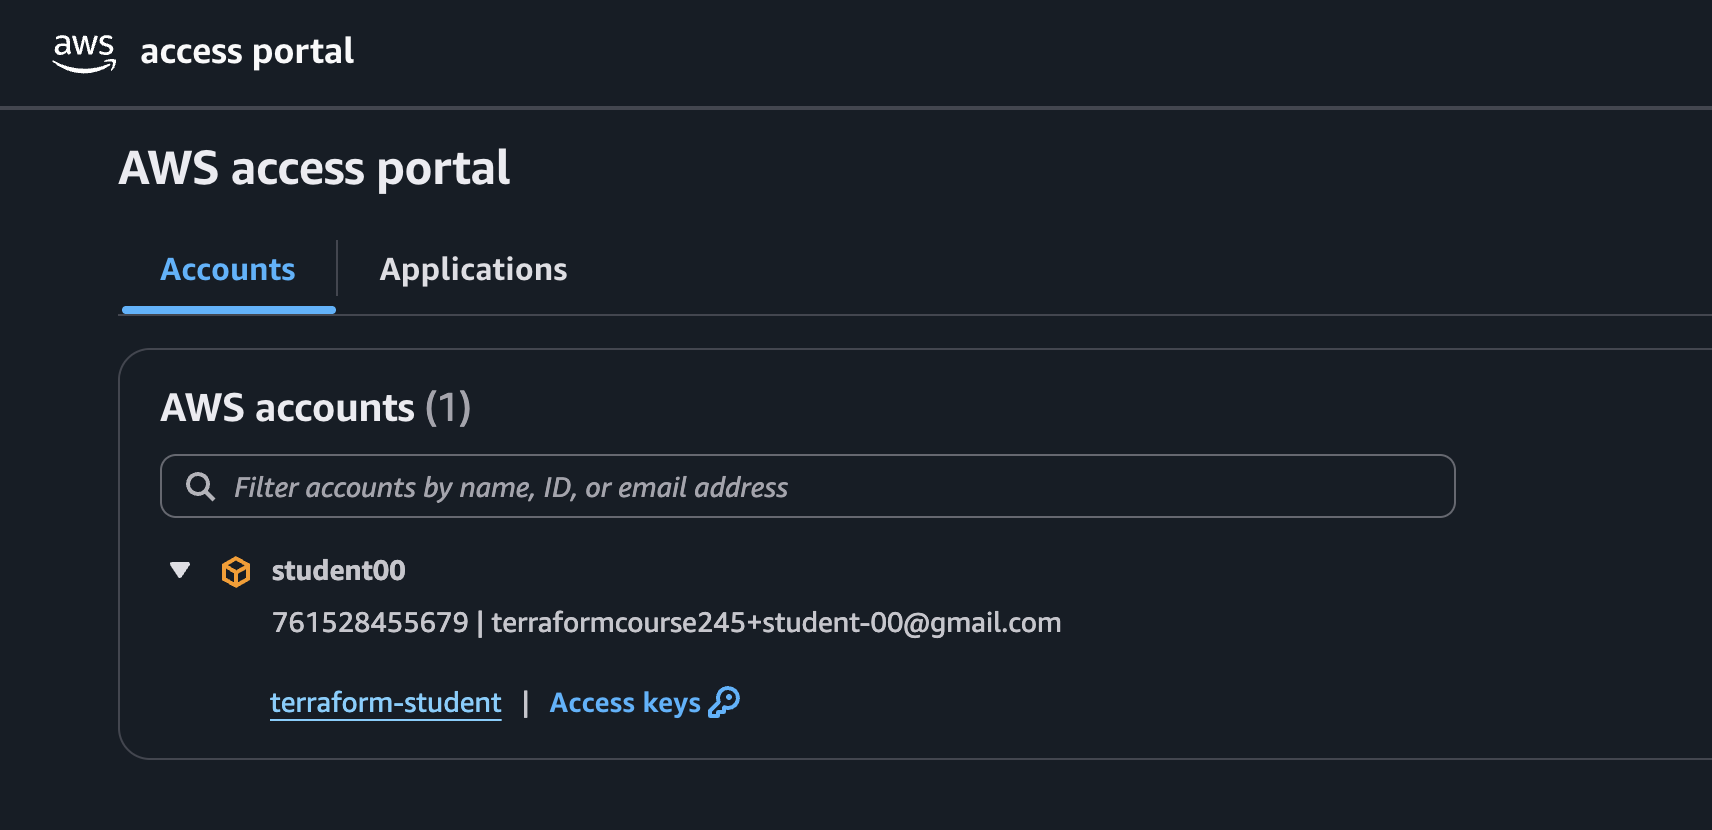 aws access portal
AWS access portal
Accounts
Applications
AWS accounts (1)
Filter accounts by name, ID, or email address
student00
761528455679 | terraformcourse245+student-00@gmail.com
terraform-student | Access keys